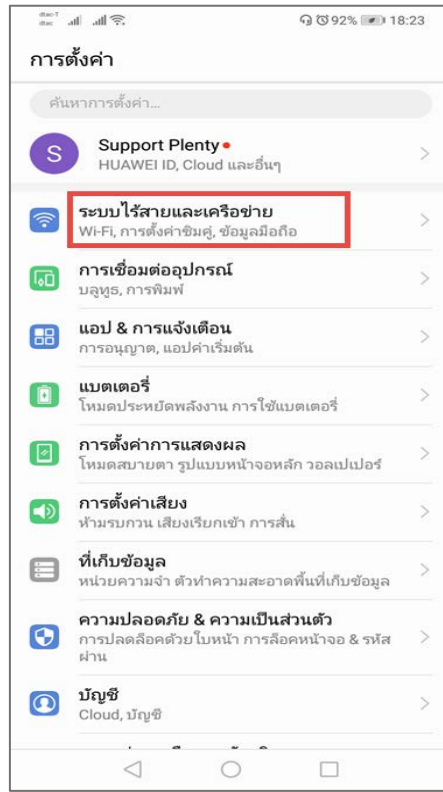 dtac-T
dtac
92% 18:23
การตั้งค่า
ค้นหาการตั้งค่า...
S
Support Plenty
HUAWEI ID, Cloud และอื่นๆ
ระบบไร้สายและเครือข่าย
Wi-Fi, การตั้งค่าซิมคู่, ข้อมูลมือถือ
การเชื่อมต่ออุปกรณ์
บลูทูธ, การพิมพ์
แอป & การแจ้งเตือน
การอนุญาต, แอปค่าเริ่มต้น
แบตเตอรี่
โหมดประหยัดพลังงาน การใช้แบตเตอรี่
การตั้งค่าการแสดงผล
โหมดสบายตา รูปแบบหน้าจอหลัก วอลเปเปอร์
การตั้งค่าเสียง
ห้ามรบกวน เสียงเรียกเข้า การสั่น
ที่เก็บข้อมูล
หน่วยความจำ ตัวทำความสะอาดพื้นที่เก็บข้อมูล
ความปลอดภัย & ความเป็นส่วนตัว
การปลดล็อคด้วยใบหน้า การล็อคหน้าจอ & รหัส
ผ่าน
บัญชี
Cloud, บัญชี